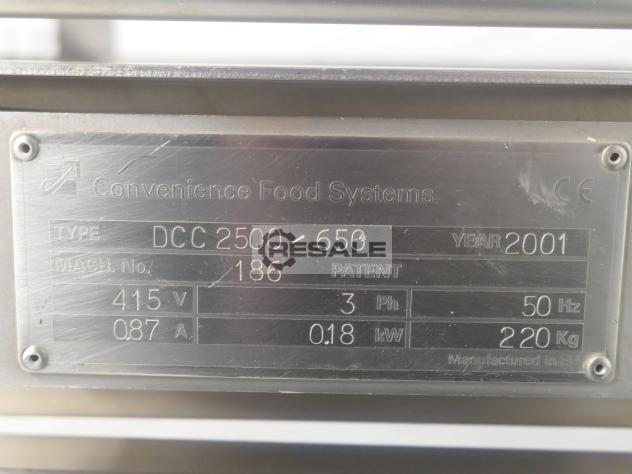 Convenience Food Systems CE
TYPE DCC 2500 - 650 YEAR 2001
RESALE
MACH. No. 186 PATENT
415 V 3 Ph 50 Hz
0.87 A 0.18 kW 220 Kg
Manufactured in EU